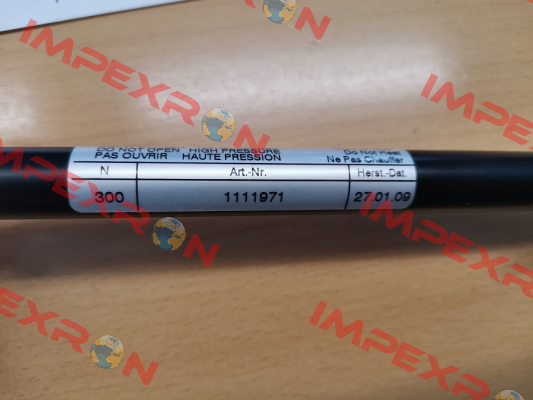 DO NOT OPEN HIGH PRESSURE Do Not Heat
PAS OUVRIR HAUTE PRESSION Ne Pas Chauffer
N Art.-Nr. Herst.-Dat.
300 1111971 27.01.09
IMPEXRON
IMPEXRON
IMPEXRON
IMPEXRON
IMPEXRON
IMPEXRON